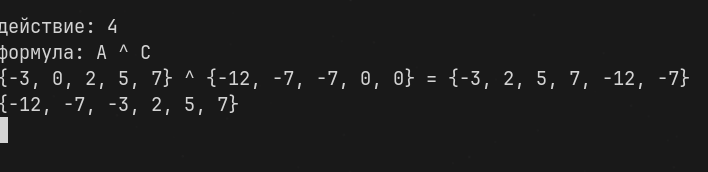 действие: 4
формула: A ^ C
{-3, 0, 2, 5, 7} ^ {-12, -7, -7, 0, 0} = {-3, 2, 5, 7, -12, -7}
{-12, -7, -3, 2, 5, 7}